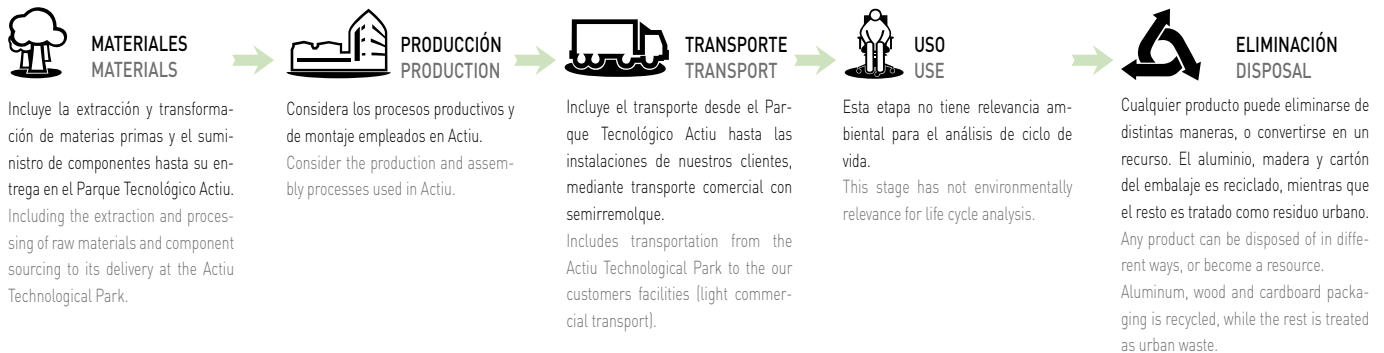 MATERIALES
MATERIALS
Incluye la extracción y transforma-
ción de materias primas y el sumi-
nistro de componentes hasta su en-
trega en el Parque Tecnológico Actiu.
Including the extraction and proces-
sing of raw materials and component
sourcing to its delivery at the Actiu
Technological Park.
PRODUCCIÓN
PRODUCTION
Considera los procesos productivos y
de montaje empleados en Actiu.
Consider the production and assem-
bly processes used in Actiu.
TRANSPORTE
TRANSPORT
Incluye el transporte desde el Par-
que Tecnológico Actiu hasta las
instalaciones de nuestros clientes,
mediante transporte comercial con
semirremolque.
Includes transportation from the
Actiu Technological Park to the our
customers facilities (light commer-
cial transport).
USO
USE
Esta etapa no tiene relevancia am-
biental para el análisis de ciclo de
vida.
This stage has not environmentally
relevance for life cycle analysis.
ELIMINACIÓN
DISPOSAL
Cualquier producto puede eliminarse de
distintas maneras, o convertirse en un
recurso. El aluminio, madera y cartón
del embalaje es reciclado, mientras que
el resto es tratado como residuo urbano.
Any product can be disposed of in diffe-
rent ways, or become a resource.
Aluminum, wood and cardboard packa-
ging is recycled, while the rest is treated
as urban waste.